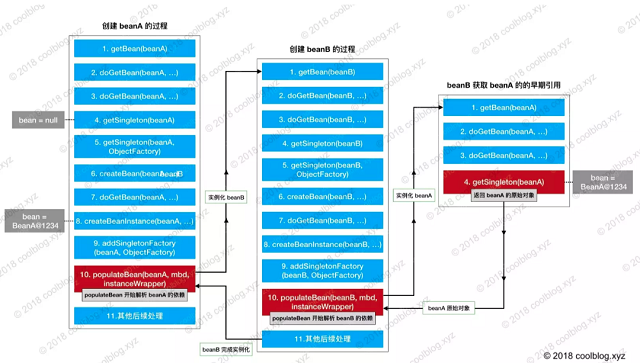 创建 beanA 的过程
1. getBean(beanA)
2. doGetBean(beanA, ...)
3. doGetBean(beanA, ...)
bean = null
4. getSingleton(beanA)
5. getSingleton(beanA,
ObjectFactory)
6. createBean(beanA,
7. doGetBean(beanA, ...)
bean =
BeanA@1234
8. createBeanInstance(beanA, ...)
9. addSingletonFactory
(beanA, ObjectFactory)
10. populateBean(beanA, mbd,
instanceWrapper)
populateBean 开始解析 beanA 的依赖
11.其他后续处理
实例化 beanB
beanB 完成实例化
创建 beanB 的过程
1. getBean(beanB)
2. doGetBean(beanB, ...)
3. doGetBean(beanB, ...)
4. getSingleton(beanB)
5. getSingleton(beanB,
ObjectFactory)
6. createBean(beanB, ...)
7. doGetBean(beanB, ...)
8. createBeanInstance(beanB, ...)
9. addSingletonFactory
(beanB, ObjectFactory)
10. populateBean(beanB, mbd,
instanceWrapper)
populateBean 开始解析 beanB 的依赖
11.其他后续处理
实例化 beanA
beanA 原始对象
beanB 获取 beanA 的的早期引用
1. getBean(beanA)
2. doGetBean(beanA, ...)
3. doGetBean(beanA, ...)
4. getSingleton(beanA)
返回 beanA 的原始对象
bean =
BeanA@1234
© 2018 coolblog.xyz